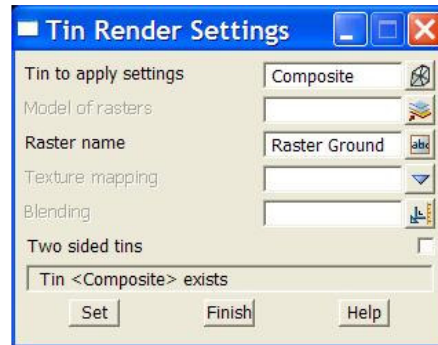 Tin Render Settings
Tin to apply settings Composite
Model of rasters
Raster name Raster Ground abc
Texture mapping
Blending
Two sided tins
Tin <Composite> exists
Set Finish Help